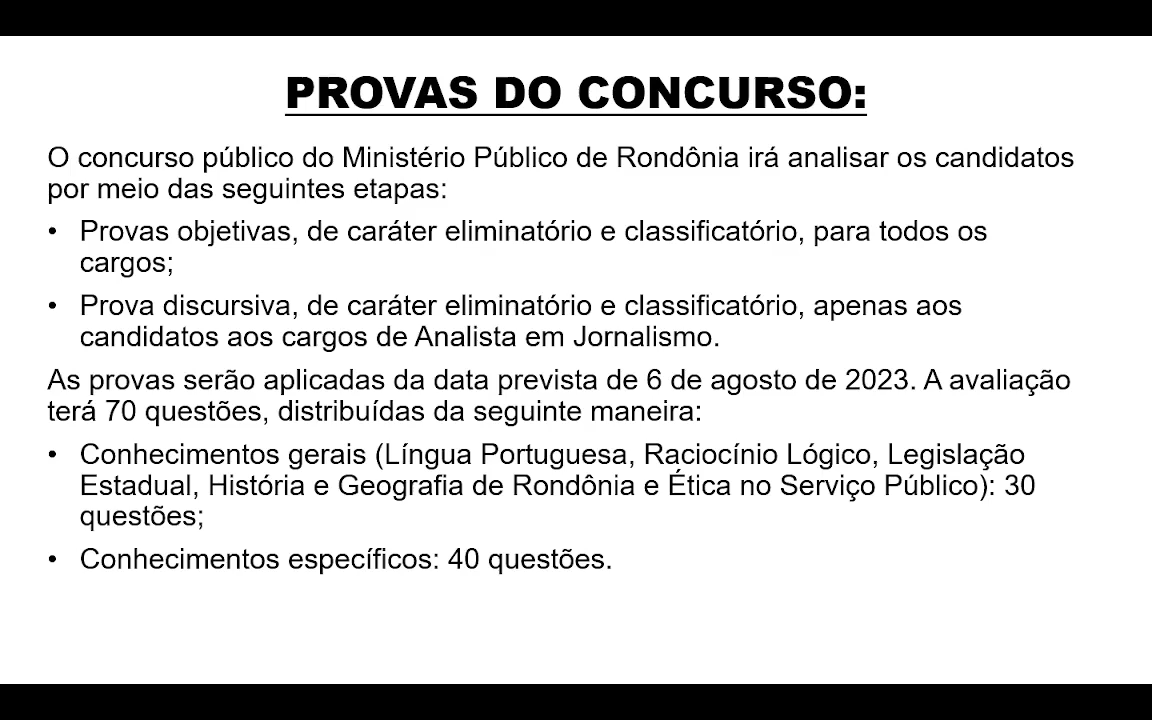 PROVAS DO CONCURSO:
O concurso público do Ministério Público de Rondônia irá analisar os candidatos
por meio das seguintes etapas:
• Provas objetivas, de caráter eliminatório e classificatório, para todos os
cargos;
• Prova discursiva, de caráter eliminatório e classificatório, apenas aos
candidatos aos cargos de Analista em Jornalismo.
As provas serão aplicadas da data prevista de 6 de agosto de 2023. A avaliação
terá 70 questões, distribuídas da seguinte maneira:
• Conhecimentos gerais (Língua Portuguesa, Raciocínio Lógico, Legislação
Estadual, História e Geografia de Rondônia e Ética no Serviço Público): 30
questões;
• Conhecimentos específicos: 40 questões.